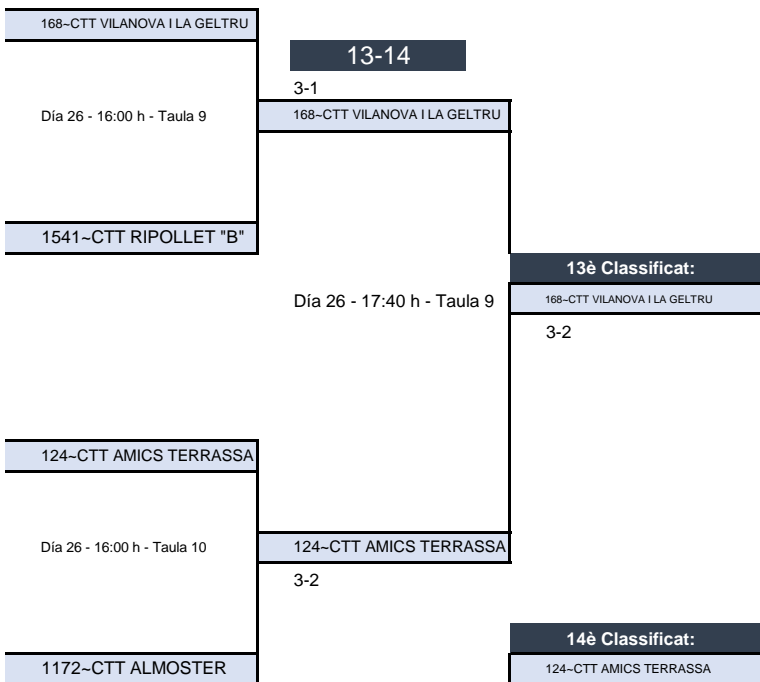 168~CTT VILANOVA I LA GELTRU
13-14
3-1
Día 26 - 16:00 h - Taula 9
168~CTT VILANOVA I LA GELTRU
1541~CTT RIPOLLET "B"
13è Classificat:
Día 26 - 17:40 h - Taula 9
168~CTT VILANOVA I LA GELTRU
3-2
124~CTT AMICS TERRASSA
Día 26 - 16:00 h - Taula 10
124~CTT AMICS TERRASSA
3-2
14è Classificat:
1172~CTT ALMOSTER
124~CTT AMICS TERRASSA